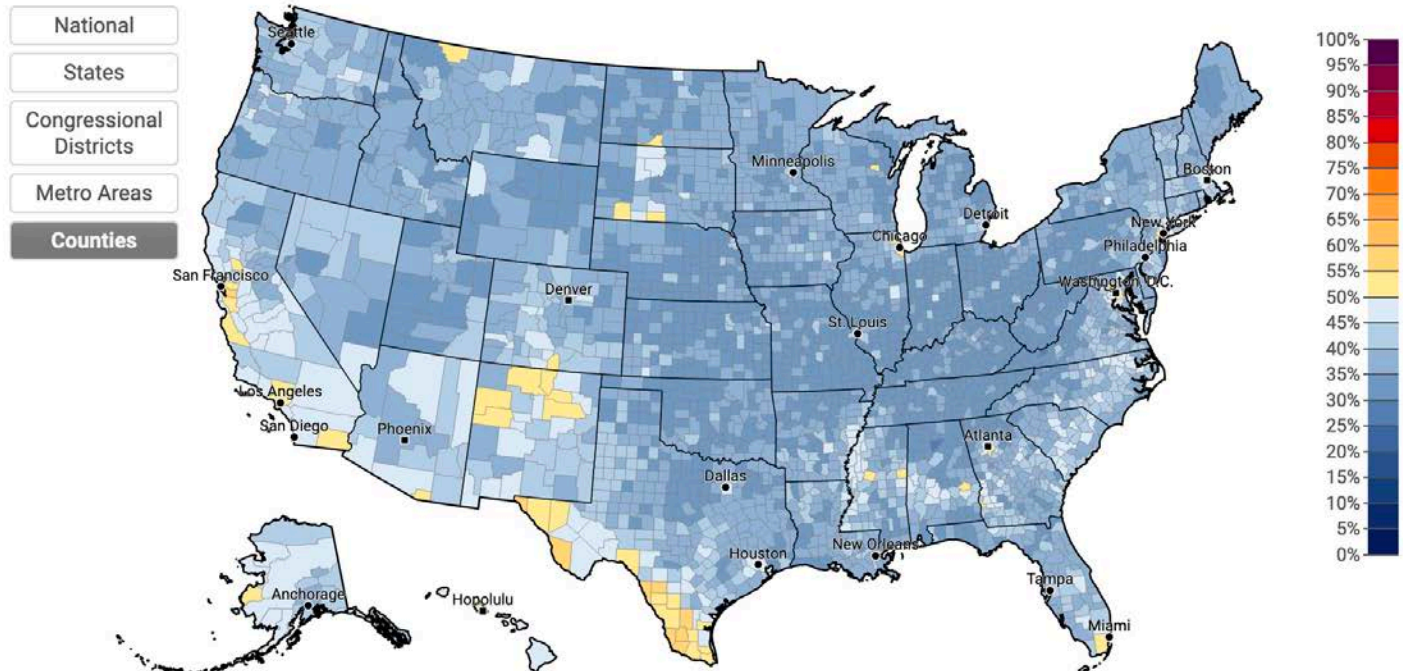 National
States
Congressional
Districts
Metro Areas
Counties
Seattle
Minneapolis
Boston
Detroit
New York
Chicago
Philadelphia
San Francisco
Denver
Washington, D.C.
St. Louis
Los Angeles
San Diego
Phoenix
Atlanta
Dallas
Houston
New Orleans
Tampa
Anchorage
Honolulu
Miami
100%
95%
90%
85%
80%
75%
70%
65%
60%
55%
50%
45%
40%
35%
30%
25%
20%
15%
10%
5%
0%